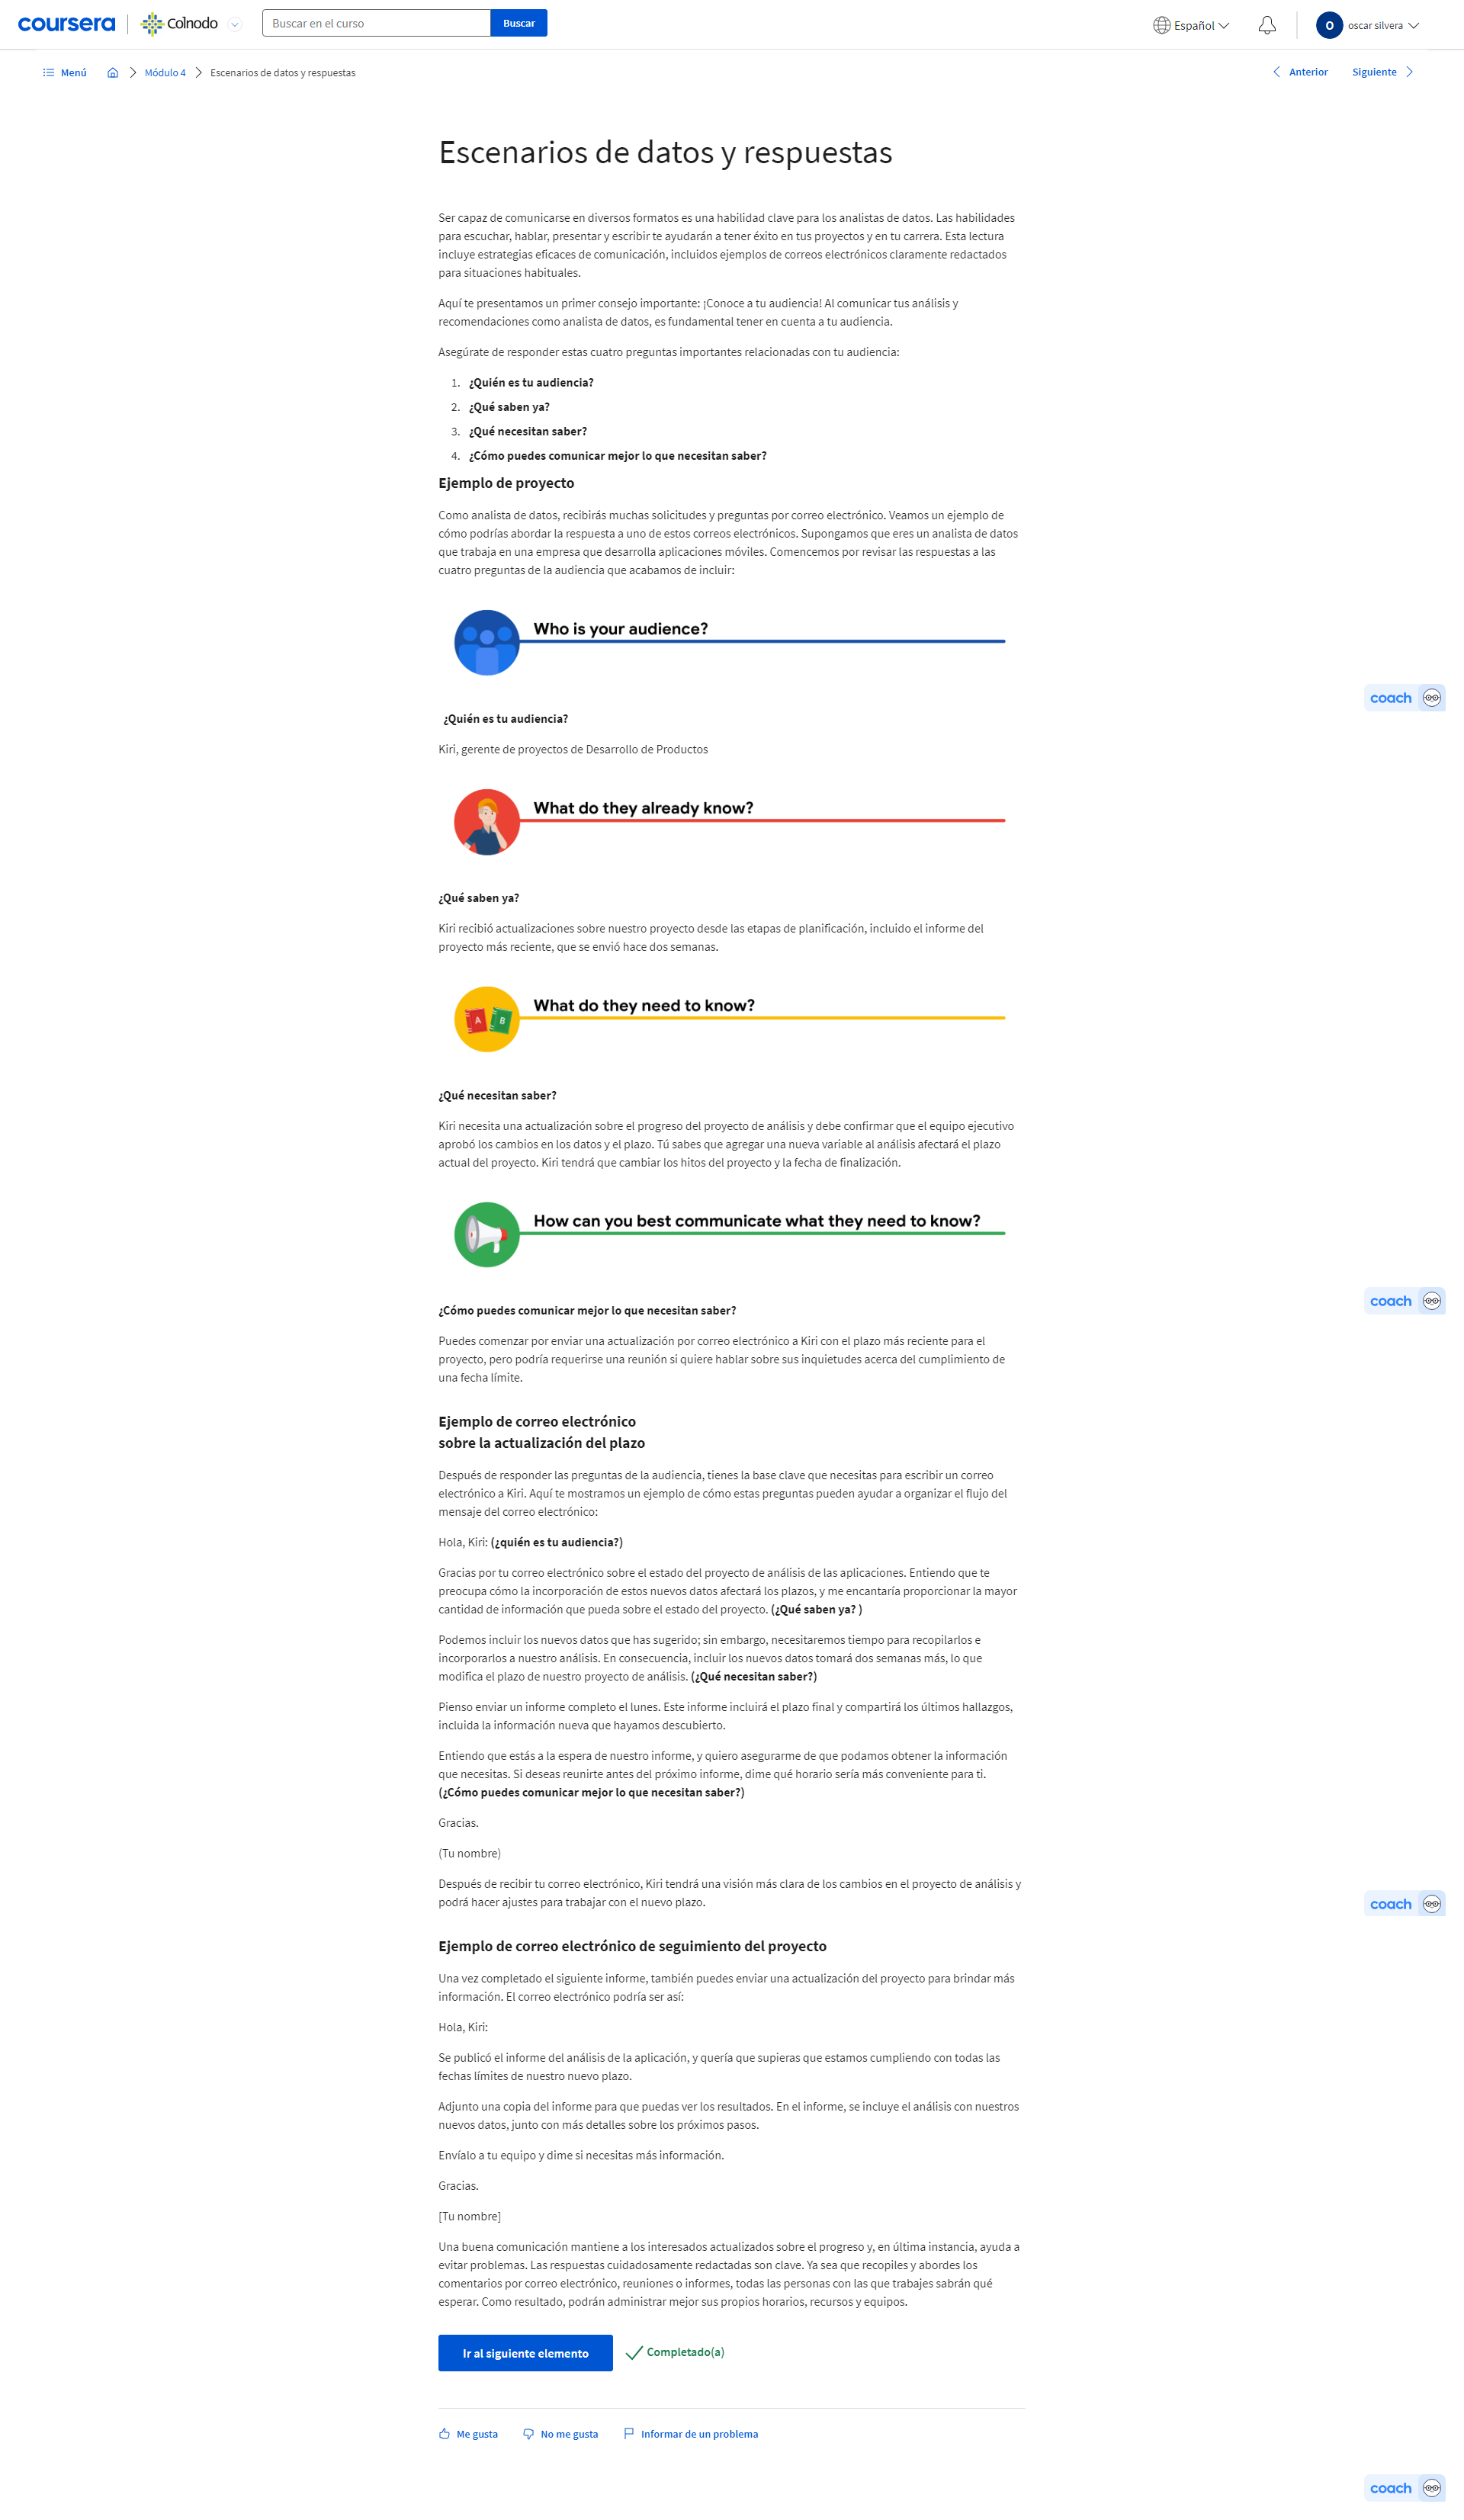 coursera
Colnodo
Buscar en el curso
Buscar
Español
O
oscar silvera
Menú
Módulo 4
Escenarios de datos y respuestas
Anterior
Siguiente
Escenarios de datos y respuestas
Ser capaz de comunicarse en diversos formatos es una habilidad clave para los analistas de datos. Las habilidades
para escuchar, hablar, presentar y escribir te ayudarán a tener éxito en tus proyectos y en tu carrera. Esta lectura
incluye estrategias eficaces de comunicación, incluidos ejemplos de correos electrónicos claramente redactados
para situaciones habituales.
Aquí te presentamos un primer consejo importante: ¡Conoce a tu audiencia! Al comunicar tus análisis y
recomendaciones como analista de datos, es fundamental tener en cuenta a tu audiencia.
Asegúrate de responder estas cuatro preguntas importantes relacionadas con tu audiencia:
1. ¿Quién es tu audiencia?
2. ¿Qué saben ya?
3. ¿Qué necesitan saber?
4. ¿Cómo puedes comunicar mejor lo que necesitan saber?
Ejemplo de proyecto
Como analista de datos, recibirás muchas solicitudes y preguntas por correo electrónico. Veamos un ejemplo de
cómo podrías abordar la respuesta a uno de estos correos electrónicos. Supongamos que eres un analista de datos
que trabaja en una empresa que desarrolla aplicaciones móviles. Comencemos por revisar las respuestas a las
cuatro preguntas de la audiencia que acabamos de incluir:
Who is your audience?
coach
¿Quién es tu audiencia?
Kiri, gerente de proyectos de Desarrollo de Productos
What do they already know?
¿Qué saben ya?
Kiri recibió actualizaciones sobre nuestro proyecto desde las etapas de planificación, incluido el informe del
proyecto más reciente, que se envió hace dos semanas.
A B
What do they need to know?
¿Qué necesitan saber?
Kiri necesita una actualización sobre el progreso del proyecto de análisis y debe confirmar que el equipo ejecutivo
aprobó los cambios en los datos y el plazo. Tú sabes que agregar una nueva variable al análisis afectará el plazo
actual del proyecto. Kiri tendrá que cambiar los hitos del proyecto y la fecha de finalización.
How can you best communicate what they need to know?
coach
¿Cómo puedes comunicar mejor lo que necesitan saber?
Puedes comenzar por enviar una actualización por correo electrónico a Kiri con el plazo más reciente para el
proyecto, pero podría requerirse una reunión si quiere hablar sobre sus inquietudes acerca del cumplimiento de
una fecha límite.
Ejemplo de correo electrónico
sobre la actualización del plazo
Después de responder las preguntas de la audiencia, tienes la base clave que necesitas para escribir un correo
electrónico a Kiri. Aquí te mostramos un ejemplo de cómo estas preguntas pueden ayudar a organizar el flujo del
mensaje del correo electrónico:
Hola, Kiri: (¿quién es tu audiencia?)
Gracias por tu correo electrónico sobre el estado del proyecto de análisis de las aplicaciones. Entiendo que te
preocupa cómo la incorporación de estos nuevos datos afectará los plazos, y me encantaría proporcionar la mayor
cantidad de información que pueda sobre el estado del proyecto. (¿Qué saben ya? )
Podemos incluir los nuevos datos que has sugerido; sin embargo, necesitaremos tiempo para recopilarlos e
incorporarlos a nuestro análisis. En consecuencia, incluir los nuevos datos tomará dos semanas más, lo que
modifica el plazo de nuestro proyecto de análisis. (¿Qué necesitan saber?)
Pienso enviar un informe completo el lunes. Este informe incluirá el plazo final y compartirá los últimos hallazgos,
incluida la información nueva que hayamos descubierto.
Entiendo que estás a la espera de nuestro informe, y quiero asegurarme de que podamos obtener la información
que necesitas. Si deseas reunirte antes del próximo informe, dime qué horario sería más conveniente para ti.
(¿Cómo puedes comunicar mejor lo que necesitan saber?)
Gracias.
(Tu nombre)
Después de recibir tu correo electrónico, Kiri tendrá una visión más clara de los cambios en el proyecto de análisis y
podrá hacer ajustes para trabajar con el nuevo plazo.
coach
Ejemplo de correo electrónico de seguimiento del proyecto
Una vez completado el siguiente informe, también puedes enviar una actualización del proyecto para brindar más
información. El correo electrónico podría ser así:
Hola, Kiri:
Se publicó el informe del análisis de la aplicación, y quería que supieras que estamos cumpliendo con todas las
fechas límites de nuestro nuevo plazo.
Adjunto una copia del informe para que puedas ver los resultados. En el informe, se incluye el análisis con nuestros
nuevos datos, junto con más detalles sobre los próximos pasos.
Envíalo a tu equipo y dime si necesitas más información.
Gracias.
[Tu nombre]
Una buena comunicación mantiene a los interesados actualizados sobre el progreso y, en última instancia, ayuda a
evitar problemas. Las respuestas cuidadosamente redactadas son clave. Ya sea que recopiles y abordes los
comentarios por correo electrónico, reuniones o informes, todas las personas con las que trabajes sabrán qué
esperar. Como resultado, podrán administrar mejor sus propios horarios, recursos y equipos.
Ir al siguiente elemento
Completado(a)
Me gusta
No me gusta
Informar de un problema
coach